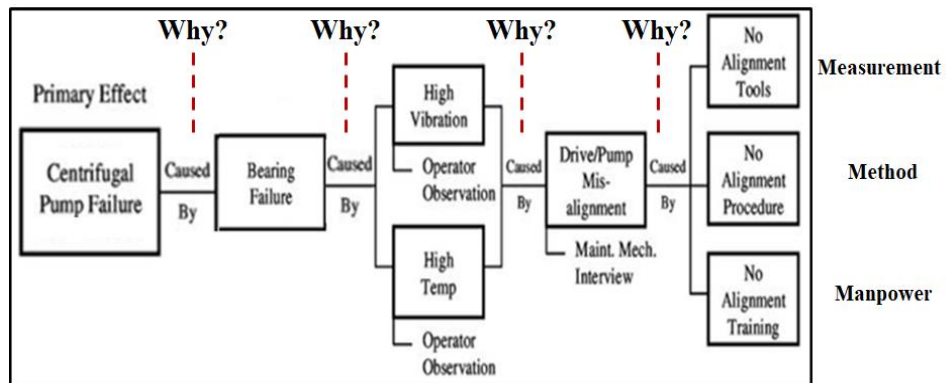 Why?
Why?
Why?
Why?
Primary Effect
Centrifugal
Pump Failure
Caused
By
Bearing
Failure
Caused
By
High
Vibration
Operator
Observation
High
Temp
Operator
Observation
Caused
By
Drive/Pump
Mis-
alignment
Maint. Mech.
Interview
Caused
By
No
Alignment
Tools
Measurement
No
Alignment
Procedure
Method
No
Alignment
Training
Manpower